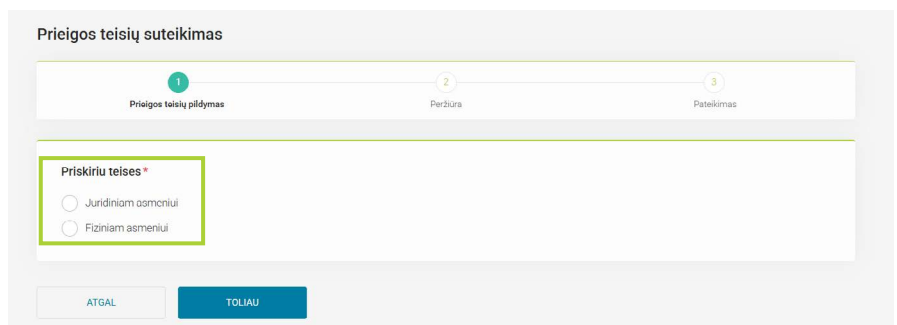 Prieigos teisių suteikimas
1
2
3
Prieigos teisių pildymas
Peržiūra
Pateikimas
Priskiriu teises *
Juridiniam asmeniui
Fiziniam asmeniui
ATGAL
TOLIAU